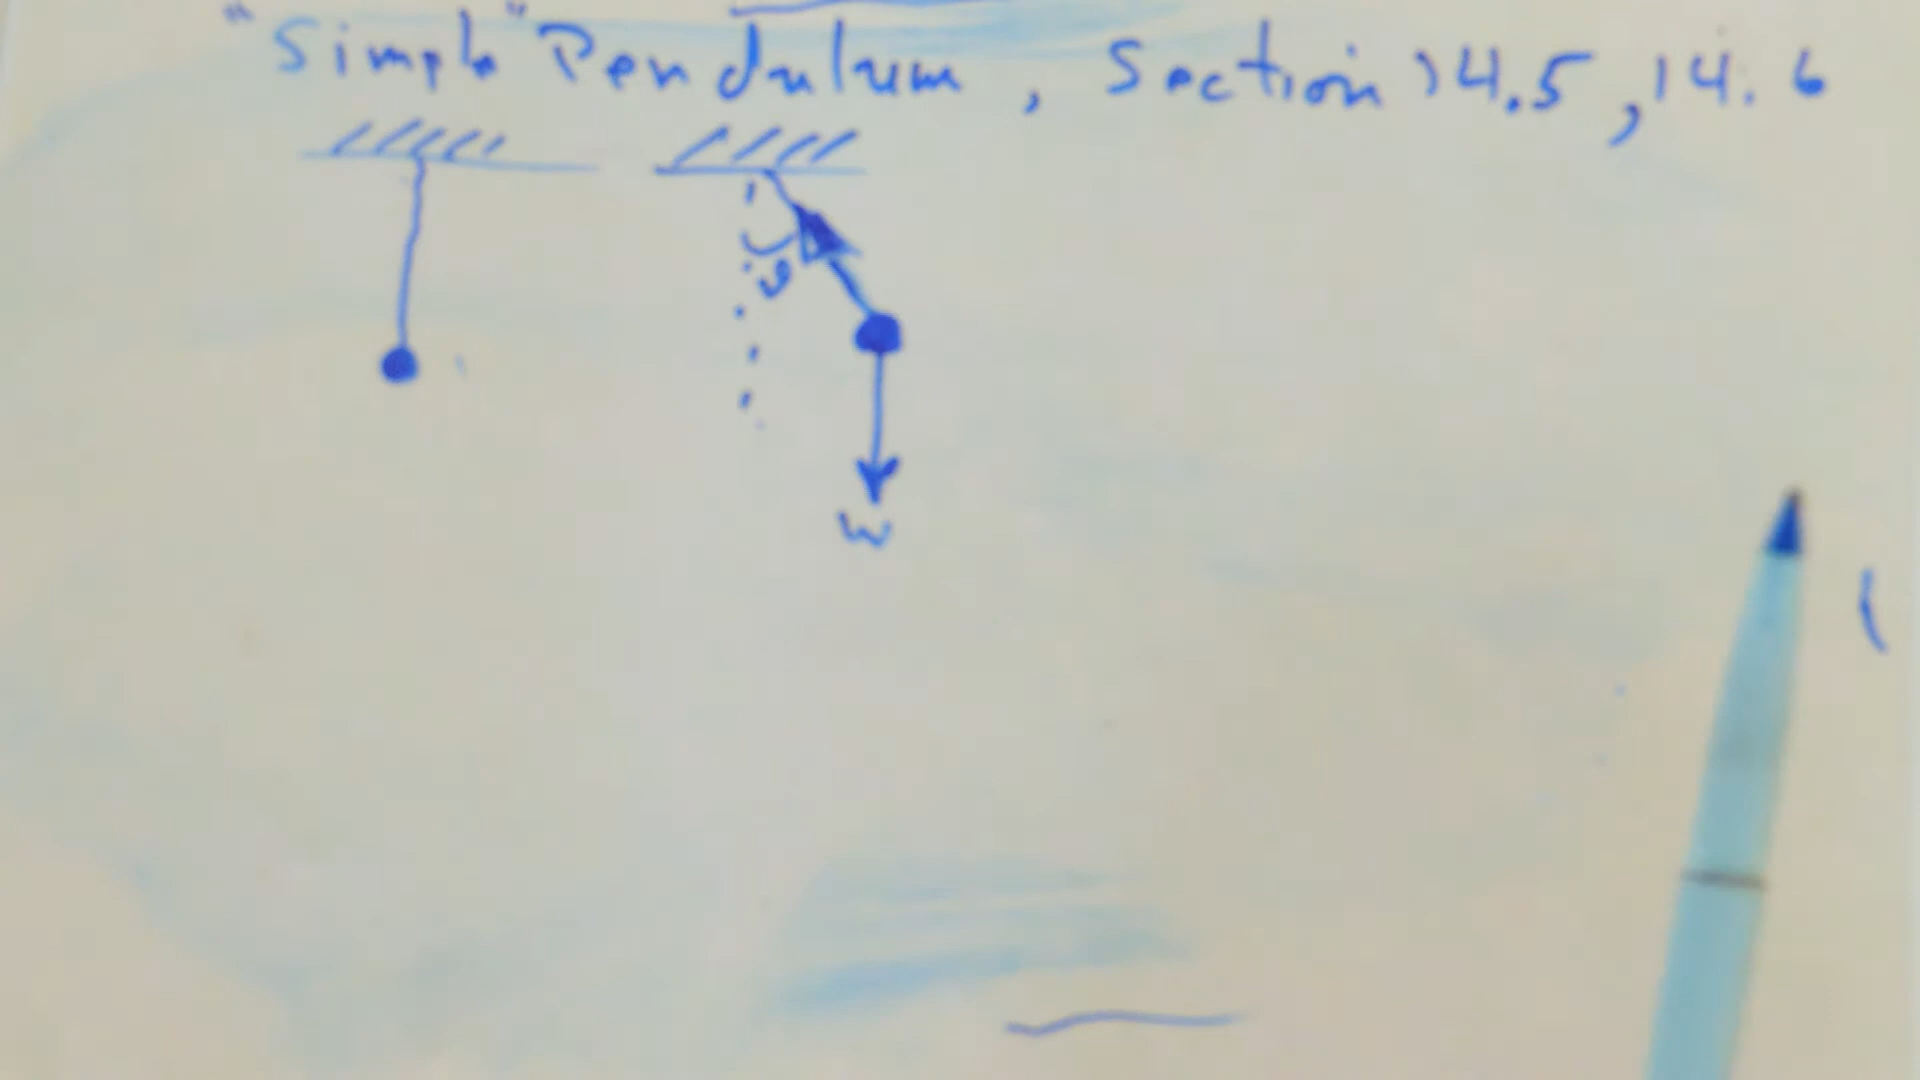 "Simple" Pendulum, Section 14.5, 14.6
θ
W
(